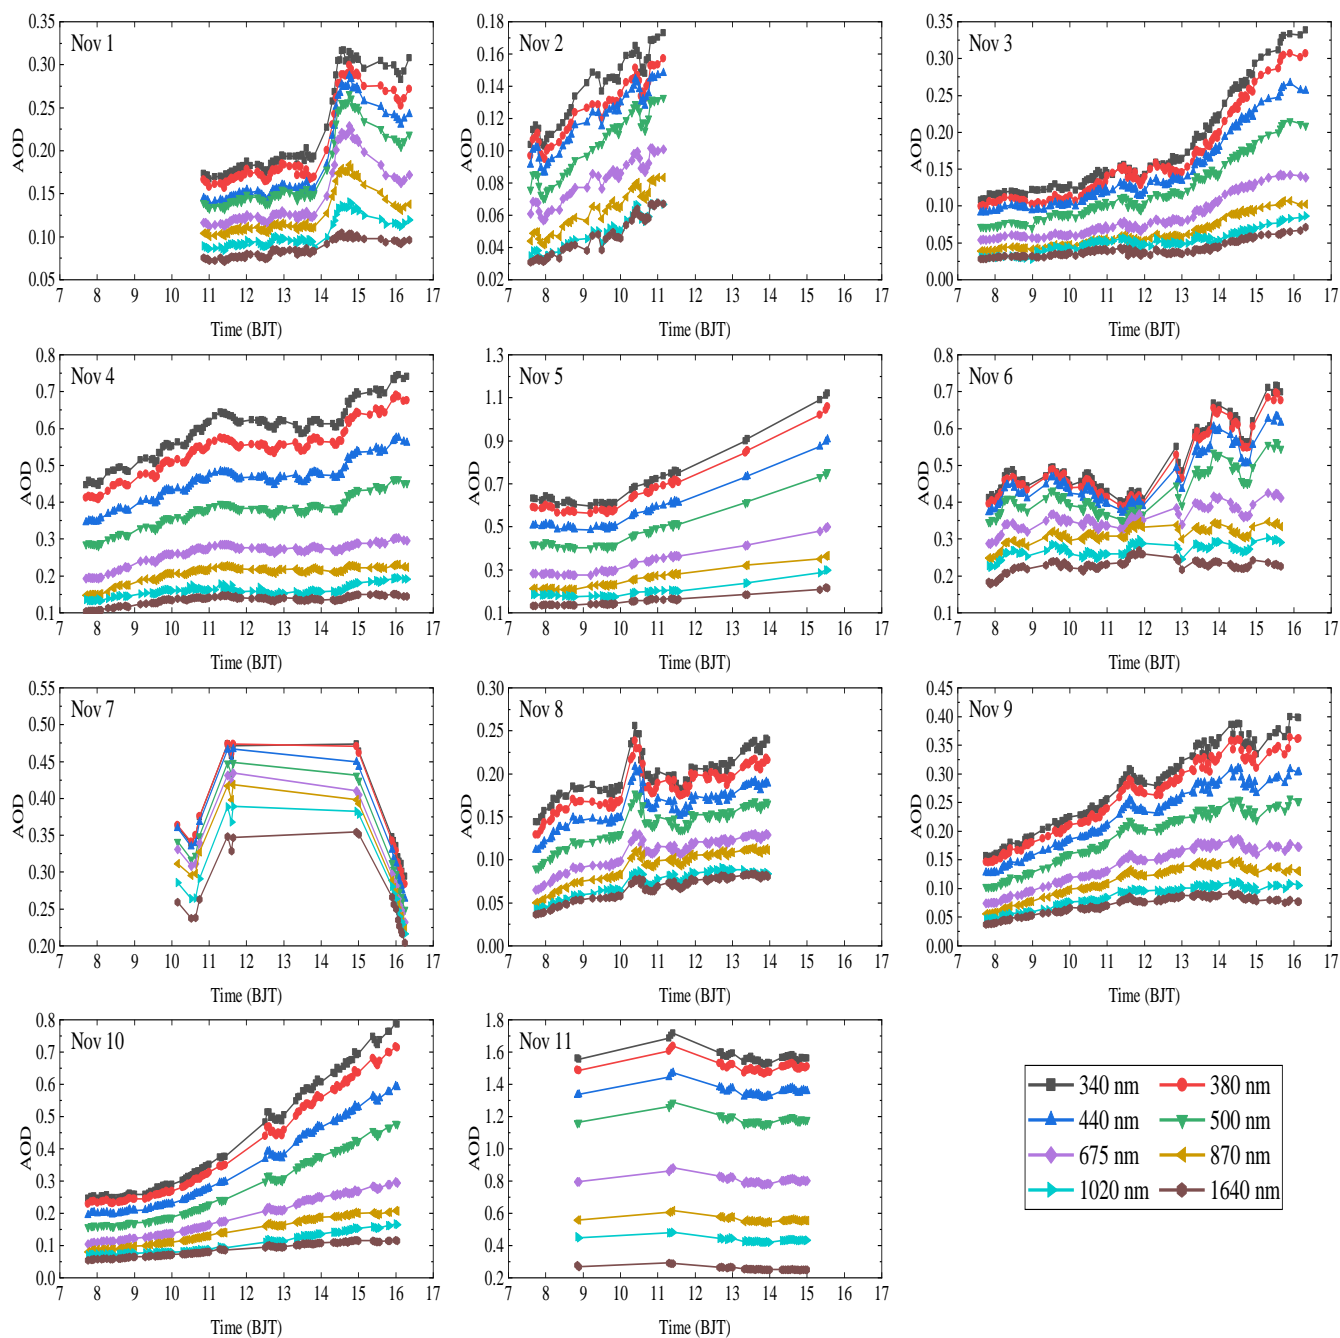 Nov 1
AOD
0.35
0.30
0.25
0.20
0.15
0.10
0.05
7 8 9 10 11 12 13 14 15 16 17
Time (BJT)
Nov 2
AOD
0.18
0.16
0.14
0.12
0.10
0.08
0.06
0.04
0.02
7 8 9 10 11 12 13 14 15 16 17
Time (BJT)
Nov 3
AOD
0.35
0.30
0.25
0.20
0.15
0.10
0.05
0.00
7 8 9 10 11 12 13 14 15 16 17
Time (BJT)
Nov 4
AOD
0.8
0.7
0.6
0.5
0.4
0.3
0.2
0.1
7 8 9 10 11 12 13 14 15 16 17
Time (BJT)
Nov 5
AOD
1.3
1.1
0.9
0.7
0.5
0.3
0.1
7 8 9 10 11 12 13 14 15 16 17
Time (BJT)
Nov 6
AOD
0.8
0.7
0.6
0.5
0.4
0.3
0.2
0.1
7 8 9 10 11 12 13 14 15 16 17
Time (BJT)
Nov 7
AOD
0.55
0.50
0.45
0.40
0.35
0.30
0.25
0.20
7 8 9 10 11 12 13 14 15 16 17
Time (BJT)
Nov 8
AOD
0.30
0.25
0.20
0.15
0.10
0.05
0.00
7 8 9 10 11 12 13 14 15 16 17
Time (BJT)
Nov 9
AOD
0.45
0.40
0.35
0.30
0.25
0.20
0.15
0.10
0.05
0.00
7 8 9 10 11 12 13 14 15 16 17
Time (BJT)
Nov 10
AOD
0.8
0.7
0.6
0.5
0.4
0.3
0.2
0.1
0.0
7 8 9 10 11 12 13 14 15 16 17
Time (BJT)
Nov 11
AOD
1.8
1.6
1.4
1.2
1.0
0.8
0.6
0.4
0.2
7 8 9 10 11 12 13 14 15 16 17
Time (BJT)
340 nm 380 nm
440 nm 500 nm
675 nm 870 nm
1020 nm 1640 nm